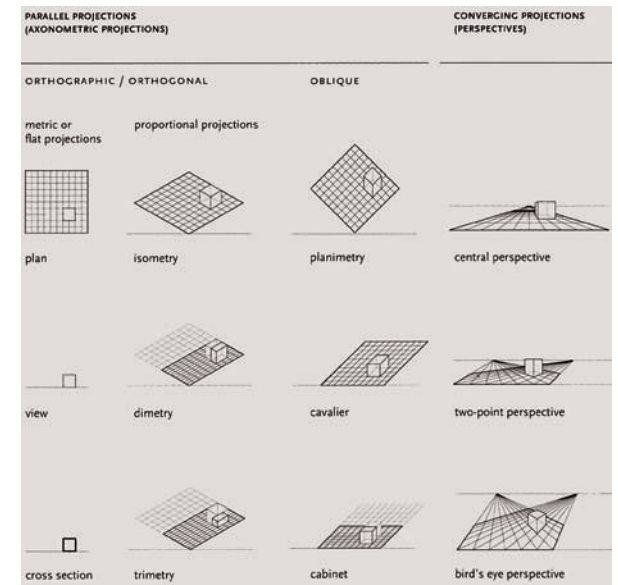 PARALLEL PROJECTIONS
(AXONOMETRIC PROJECTIONS)
CONVERGING PROJECTIONS
(PERSPECTIVES)
ORTHOGRAPHIC / ORTHOGONAL
OBLIQUE
metric or
flat projections
proportional projections
plan
isometry
planimetry
central perspective
view
dimetry
cavalier
two-point perspective
cross section
trimetry
cabinet
bird's eye perspective